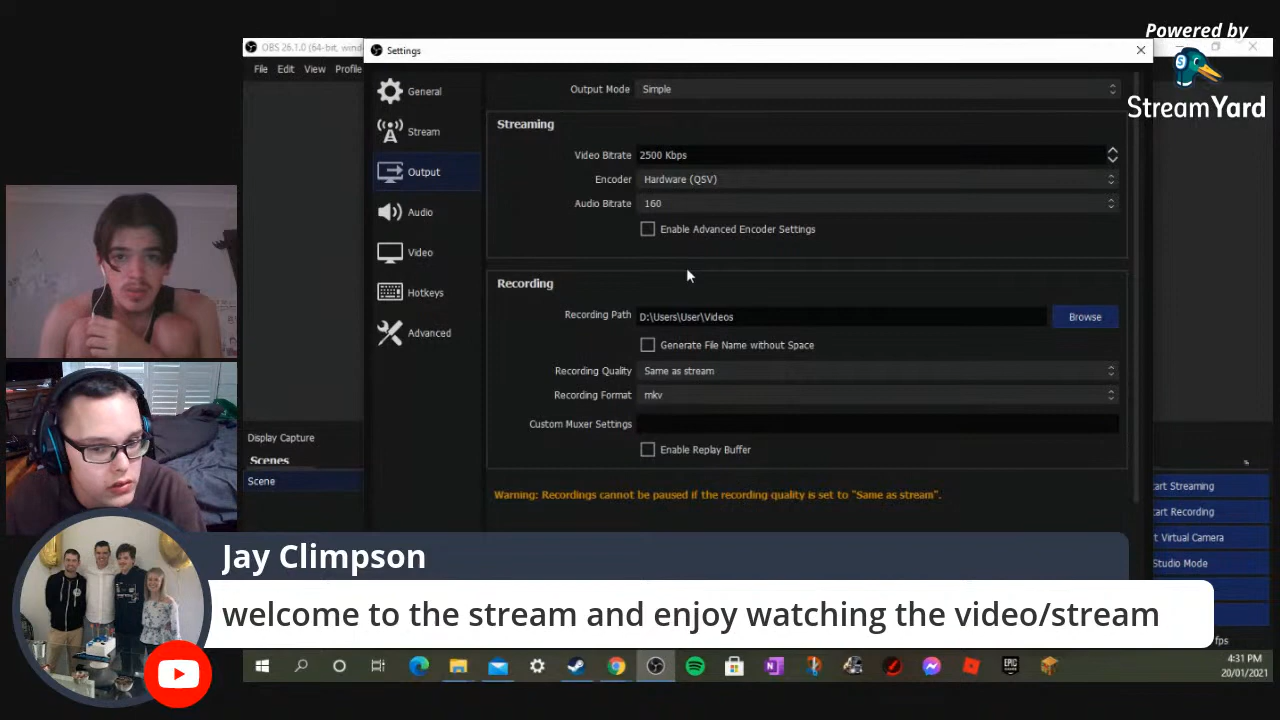 Powered by
StreamYard
OBS 26.1.0 (64-bit, wind
Settings
File Edit View Profile
General
Stream
Output
Audio
Video
Hotkeys
Advanced
Output Mode Simple
Streaming
Video Bitrate 2500 Kbps
Encoder Hardware (QSV)
Audio Bitrate 160
Enable Advanced Encoder Settings
Recording
Recording Path D:\Users\User\Videos Browse
Generate File Name without Space
Recording Quality Same as stream
Recording Format mkv
Custom Muxer Settings
Enable Replay Buffer
Warning: Recordings cannot be paused if the recording quality is set to "Same as stream".
Display Capture
Scenes
Scene
art Streaming
art Recording
t Virtual Camera
Studio Mode
fps
Jay Climpson
welcome to the stream and enjoy watching the video/stream
EPIC
4:31 PM
20/01/2021